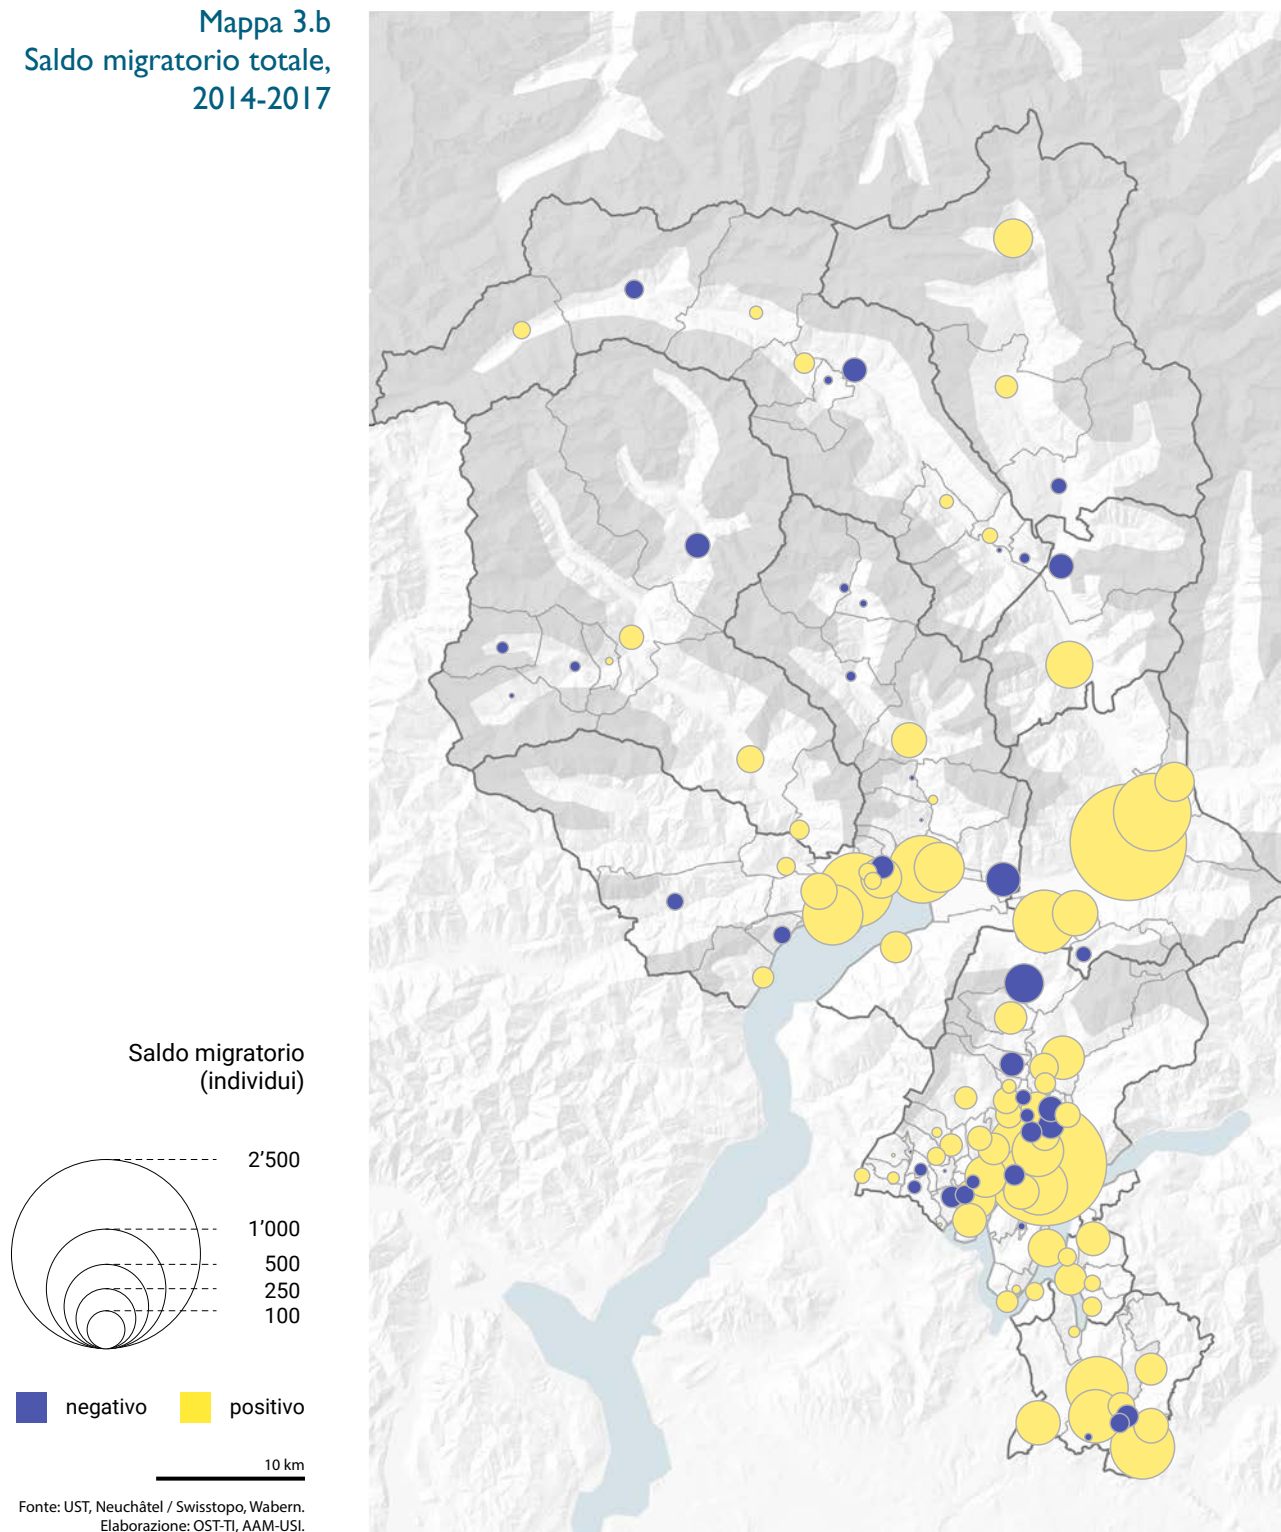 Mappa 3.b
Saldo migratorio totale,
2014-2017
Saldo migratorio
(individui)
2’500
1’000
500
250
100
negativo
positivo
10 km
Fonte: UST, Neuchâtel / Swisstopo, Wabern.
Elaborazione: OST-TI, AAM-USI.